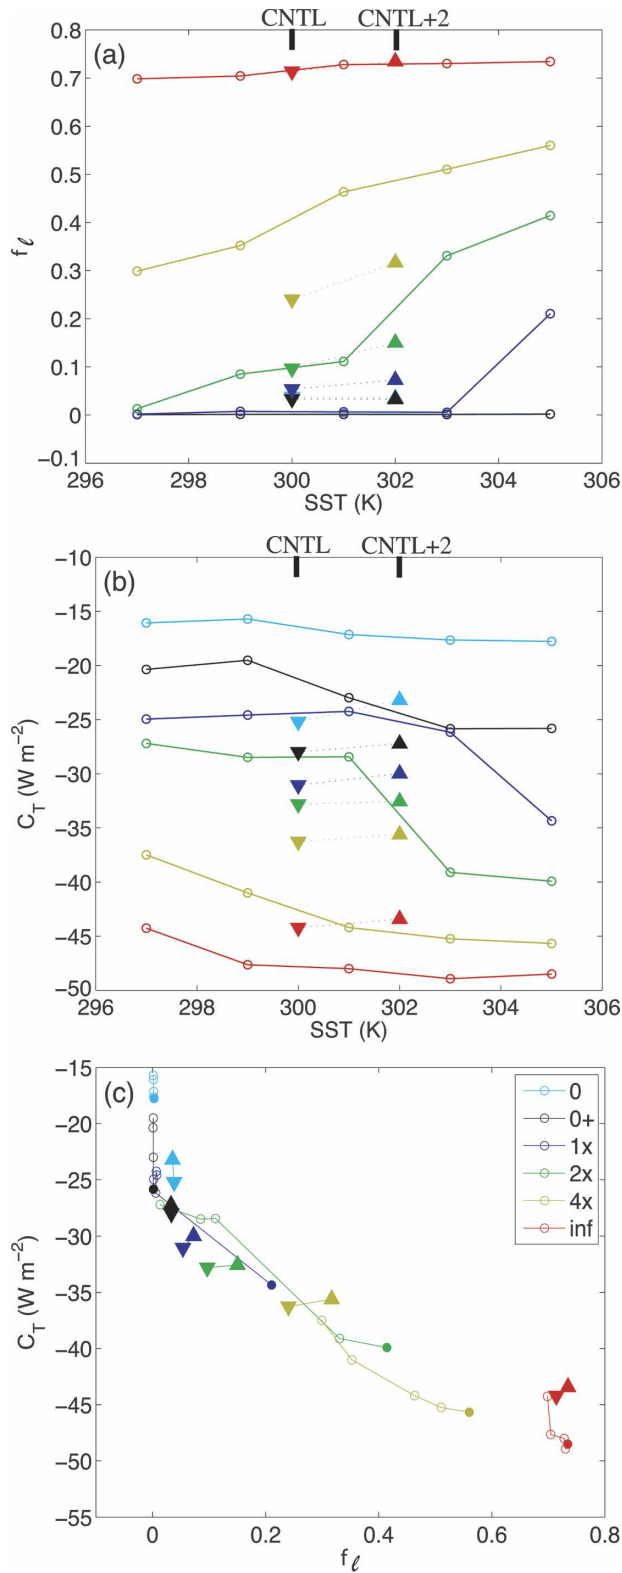 CNTL CNTL+2
(a)
0.8
0.7
0.6
0.5
0.4
0.3
0.2
0.1
0
−0.1
fℓ
296 298 300 302 304 306
SST (K)
CNTL CNTL+2
(b)
−10
−15
−20
−25
−30
−35
−40
−45
−50
C_T (W m⁻²)
296 298 300 302 304 306
SST (K)
(c)
−15
−20
−25
−30
−35
−40
−45
−50
−55
C_T (W m⁻²)
0
0+
1x
2x
4x
inf
0 0.2 0.4 0.6 0.8
fℓ